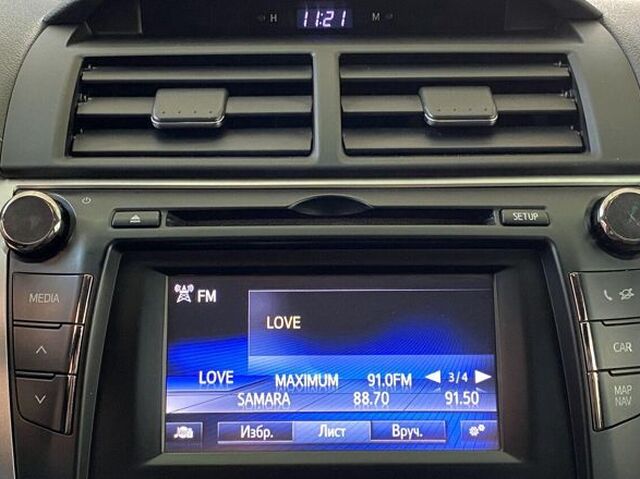 H 11:21 M
SETUP
MEDIA
FM
LOVE
CAR
LOVE MAXIMUM 91.0FM 3/4
MAP
NAV
SAMARA 88.70 91.50
Избр. Лист Вруч.